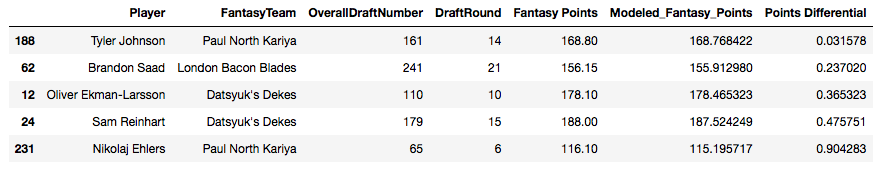 Player FantasyTeam OverallDraftNumber DraftRound Fantasy Points Modeled_Fantasy_Points Points Differential
188 Tyler Johnson Paul North Kariya 161 14 168.80 168.768422 0.031578
62 Brandon Saad London Bacon Blades 241 21 156.15 155.912980 0.237020
12 Oliver Ekman-Larsson Datsyuk's Dekes 110 10 178.10 178.465323 0.365323
24 Sam Reinhart Datsyuk's Dekes 179 15 188.00 187.524249 0.475751
231 Nikolaj Ehlers Paul North Kariya 65 6 116.10 115.195717 0.904283